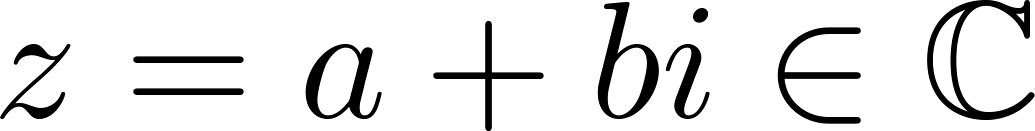 z = a + bi ∈ ℂ